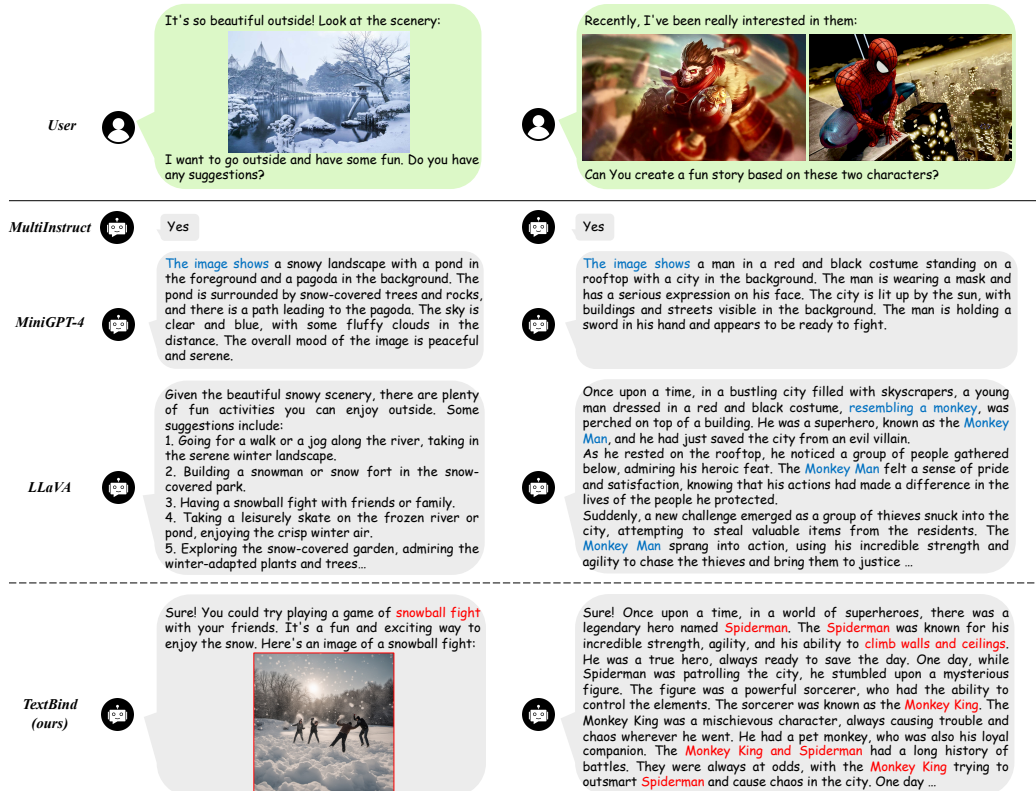 It's so beautiful outside! Look at the scenery:
I want to go outside and have some fun. Do you have
any suggestions?
Recently, I've been really interested in them:
Can You create a fun story based on these two characters?
User
MultiInstruct
Yes
Yes
MiniGPT-4
The image shows a snowy landscape with a pond in
the foreground and a pagoda in the background. The
pond is surrounded by snow-covered trees and rocks,
and there is a path leading to the pagoda. The sky is
clear and blue, with some fluffy clouds in the
distance. The overall mood of the image is peaceful
and serene.
The image shows a man in a red and black costume standing on a
rooftop with a city in the background. The man is wearing a mask and
has a serious expression on his face. The city is lit up by the sun, with
buildings and streets visible in the background. The man is holding a
sword in his hand and appears to be ready to fight.
LLaVA
Given the beautiful snowy scenery, there are plenty
of fun activities you can enjoy outside. Some
suggestions include:
1. Going for a walk or a jog along the river, taking in
the serene winter landscape.
2. Building a snowman or snow fort in the snow-
covered park.
3. Having a snowball fight with friends or family.
4. Taking a leisurely skate on the frozen river or
pond, enjoying the crisp winter air.
5. Exploring the snow-covered garden, admiring the
winter-adapted plants and trees...
Once upon a time, in a bustling city filled with skyscrapers, a young
man dressed in a red and black costume, resembling a monkey, was
perched on top of a building. He was a superhero, known as the Monkey
Man, and he had just saved the city from an evil villain.
As he rested on the rooftop, he noticed a group of people gathered
below, admiring his heroic feat. The Monkey Man felt a sense of pride
and satisfaction, knowing that his actions had made a difference in the
lives of the people he protected.
Suddenly, a new challenge emerged as a group of thieves snuck into the
city, attempting to steal valuable items from the residents. The
Monkey Man sprang into action, using his incredible strength and
agility to chase the thieves and bring them to justice ...
TextBind
(ours)
Sure! You could try playing a game of snowball fight
with your friends. It's a fun and exciting way to
enjoy the snow. Here's an image of a snowball fight:
Sure! Once upon a time, in a world of superheroes, there was a
legendary hero named Spiderman. The Spiderman was known for his
incredible strength, agility, and his ability to climb walls and ceilings.
He was a true hero, always ready to save the day. One day, while
Spiderman was patrolling the city, he stumbled upon a mysterious
figure. The figure was a powerful sorcerer, who had the ability to
control the elements. The sorcerer was known as the Monkey King. The
Monkey King was a mischievous character, always causing trouble and
chaos wherever he went. He had a pet monkey, who was also his loyal
companion. The Monkey King and Spiderman had a long history of
battles. They were always at odds, with the Monkey King trying to
outsmart Spiderman and cause chaos in the city. One day ...